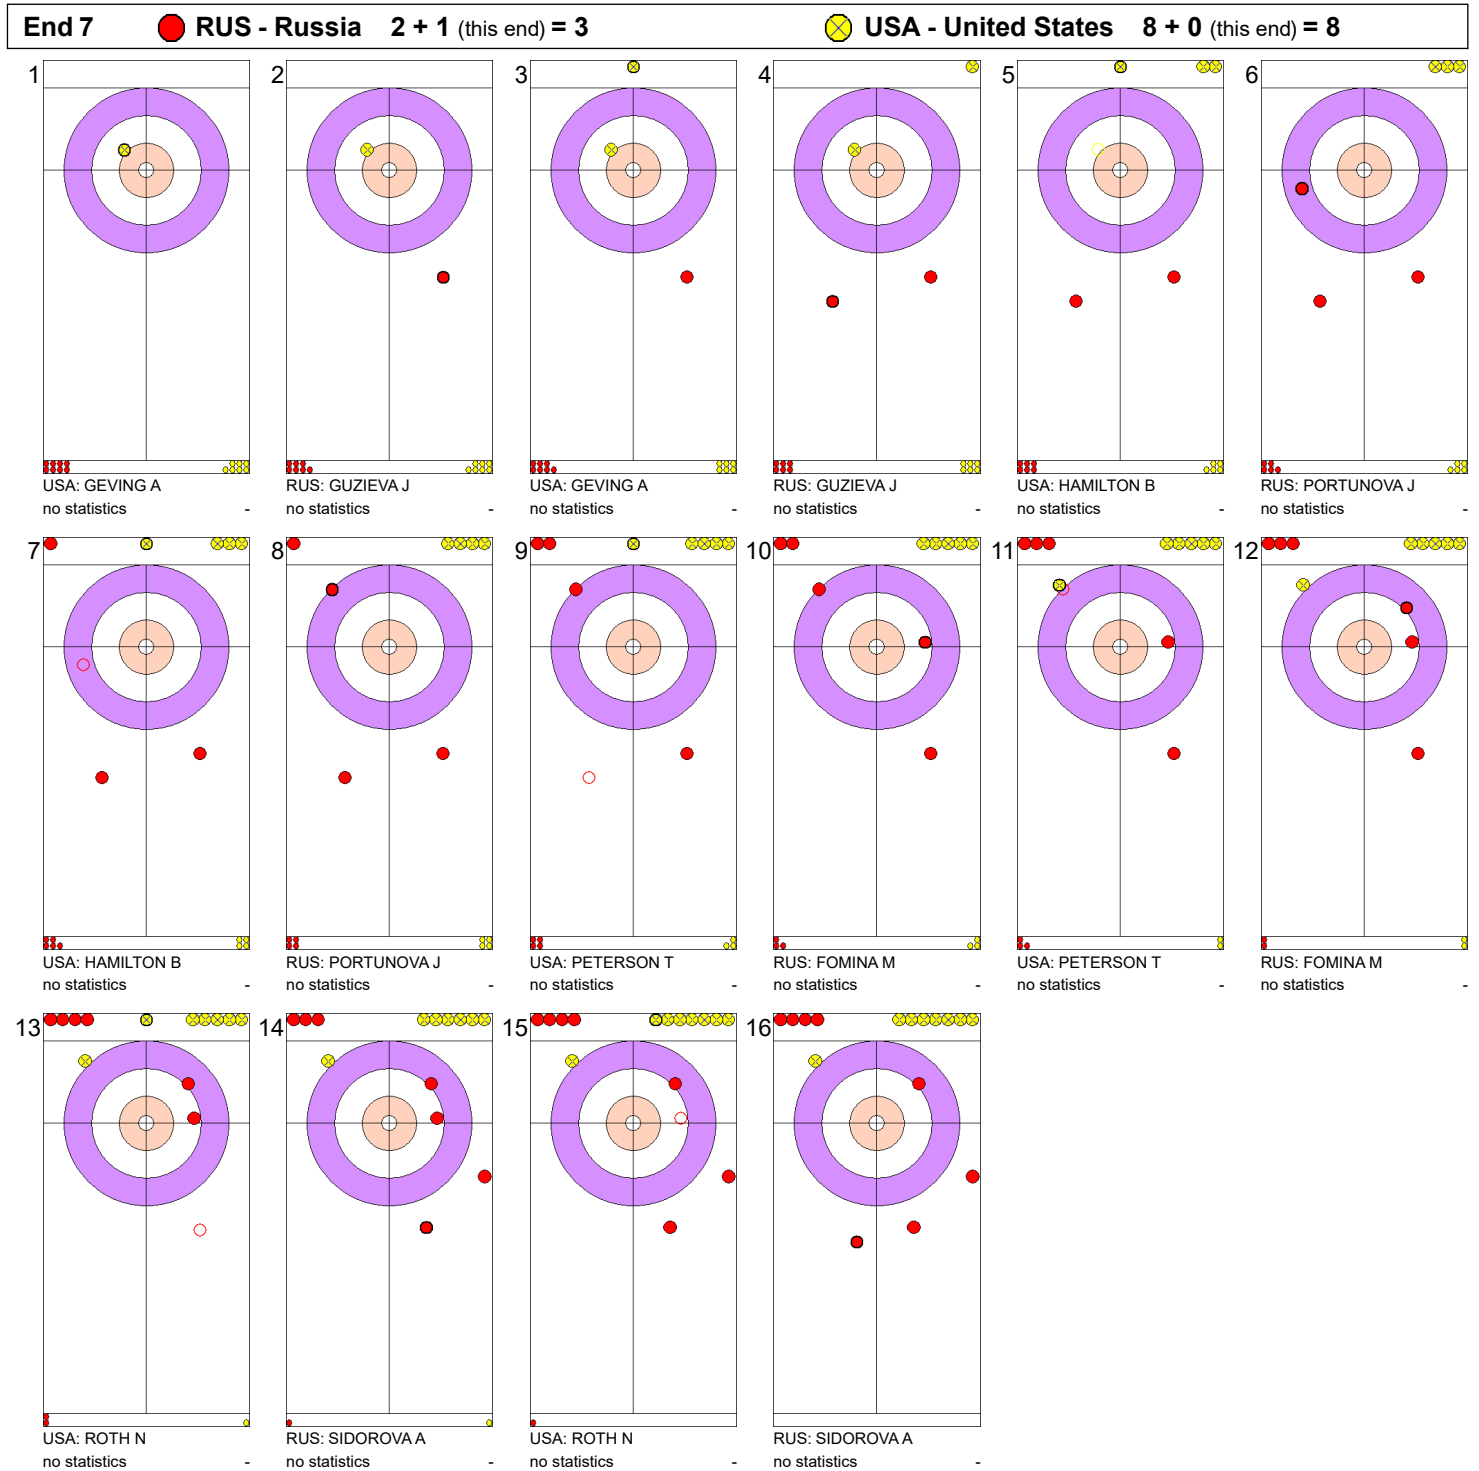 End 7 RUS - Russia 2 + 1 (this end) = 3 USA - United States 8 + 0 (this end) = 8
1 2 3 4 5 6
USA: GEVING A RUS: GUZIEVA J USA: GEVING A RUS: GUZIEVA J USA: HAMILTON B RUS: PORTUNOVA J
no statistics - no statistics - no statistics - no statistics - no statistics - no statistics -
7 8 9 10 11 12
USA: HAMILTON B RUS: PORTUNOVA J USA: PETERSON T RUS: FOMINA M USA: PETERSON T RUS: FOMINA M
no statistics - no statistics - no statistics - no statistics - no statistics - no statistics -
13 14 15 16
USA: ROTH N RUS: SIDOROVA A USA: ROTH N RUS: SIDOROVA A
no statistics - no statistics - no statistics - no statistics -